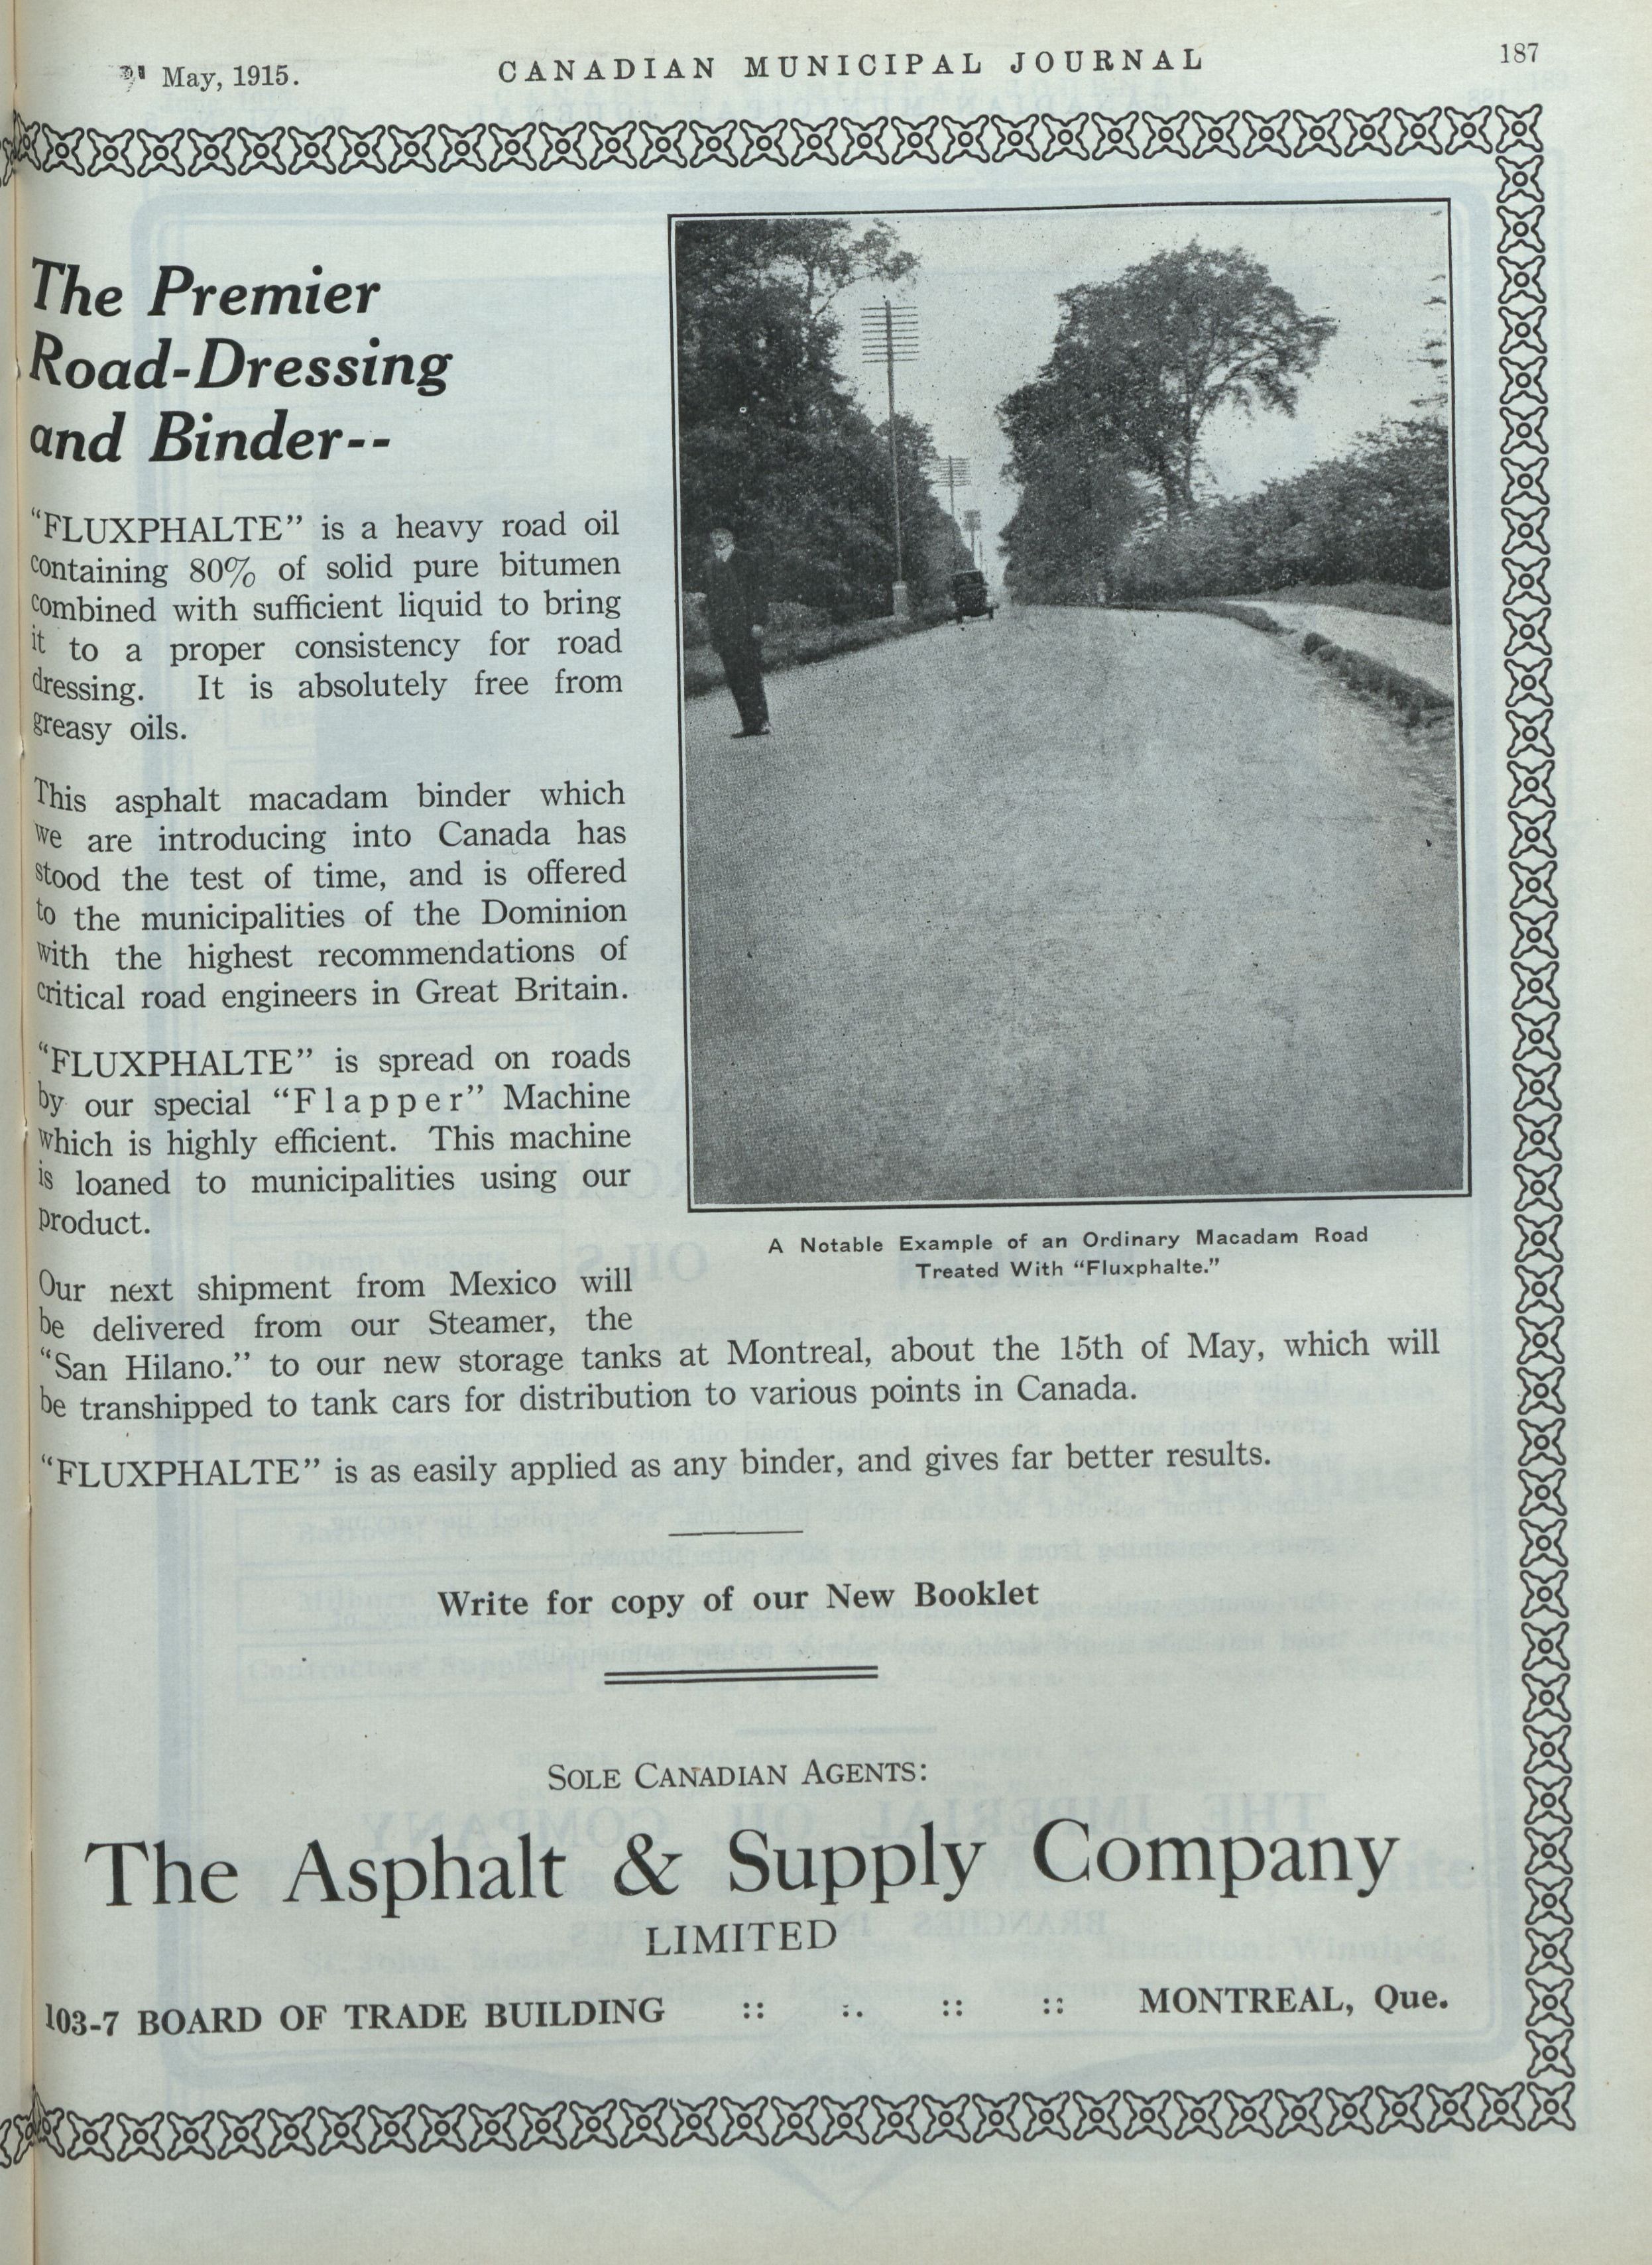 May, 1915.
CANADIAN MUNICIPAL JOURNAL
187
The Premier
Road-Dressing
and Binder--
“FLUXPHALTE” is a heavy road oil
containing 80% of solid pure bitumen
combined with sufficient liquid to bring
it to a proper consistency for road
dressing. It is absolutely free from
greasy oils.
This asphalt macadam binder which
we are introducing into Canada has
stood the test of time, and is offered
to the municipalities of the Dominion
with the highest recommendations of
critical road engineers in Great Britain.
“FLUXPHALTE” is spread on roads
by our special “Flapper” Machine
which is highly efficient. This machine
is loaned to municipalities using our
product.
Our next shipment from Mexico will
be delivered from our Steamer, the
“San Hilano.” to our new storage tanks at Montreal, about the 15th of May, which will
be transhipped to tank cars for distribution to various points in Canada.
“FLUXPHALTE” is as easily applied as any binder, and gives far better results.
A Notable Example of an Ordinary Macadam Road
Treated With “Fluxphalte.”
Write for copy of our New Booklet
SOLE CANADIAN AGENTS:
The Asphalt & Supply Company
LIMITED
103-7 BOARD OF TRADE BUILDING :: :: :: :: MONTREAL, Que.